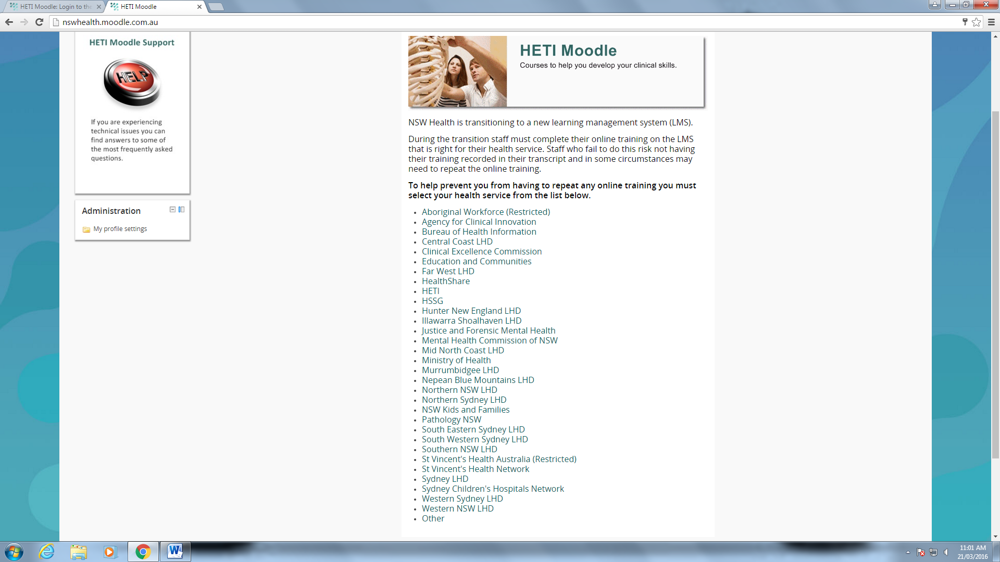 HETI Moodle: Login to the
HETI Moodle
nswhealth.moodle.com.au
HETI Moodle Support
HELP
If you are experiencing
technical issues you can
find answers to some of
the most frequently asked
questions.
Administration
My profile settings
HETI Moodle
Courses to help you develop your clinical skills.
NSW Health is transitioning to a new learning management system (LMS).
During the transition staff must complete their online training on the LMS
that is right for their health service. Staff who fail to do this risk not having
their training recorded in their transcript and in some circumstances may
need to repeat the online training.
To help prevent you from having to repeat any online training you must
select your health service from the list below.
Aboriginal Workforce (Restricted)
Agency for Clinical Innovation
Bureau of Health Information
Central Coast LHD
Clinical Excellence Commission
Education and Communities
Far West LHD
HealthShare
HETI
HSSG
Hunter New England LHD
Illawarra Shoalhaven LHD
Justice and Forensic Mental Health
Mental Health Commission of NSW
Mid North Coast LHD
Ministry of Health
Murrumbidgee LHD
Nepean Blue Mountains LHD
Northern NSW LHD
Northern Sydney LHD
NSW Kids and Families
Pathology NSW
South Eastern Sydney LHD
South Western Sydney LHD
Southern NSW LHD
St Vincent's Health Australia (Restricted)
St Vincent's Health Network
Sydney LHD
Sydney Children's Hospitals Network
Western Sydney LHD
Western NSW LHD
Other
11:01 AM
21/03/2016